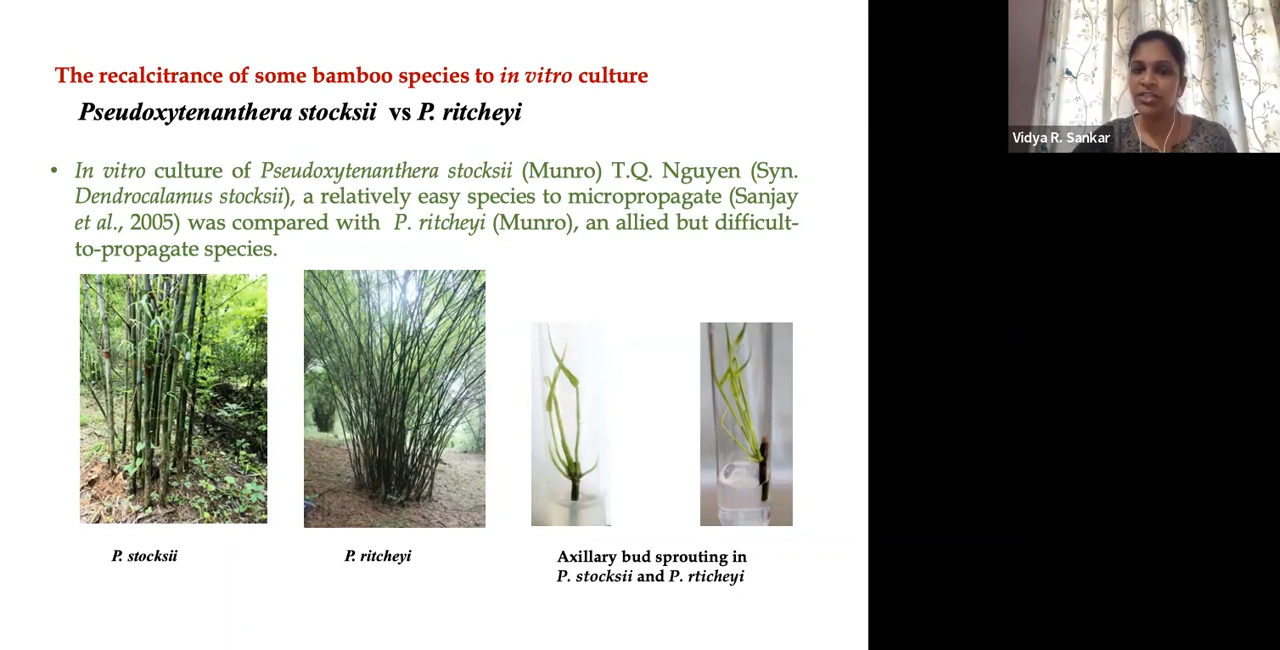 The recalcitrance of some bamboo species to in vitro culture
Pseudoxytenanthera stocksii vs P. ritcheyi
• In vitro culture of Pseudoxytenanthera stocksii (Munro) T.Q. Nguyen (Syn.
Dendrocalamus stocksii), a relatively easy species to micropropagate (Sanjay
et al., 2005) was compared with P. ritcheyi (Munro), an allied but difficult-
to-propagate species.
P. stocksii
P. ritcheyi
Axillary bud sprouting in
P. stocksii and P. rticheyi
Vidya R. Sankar